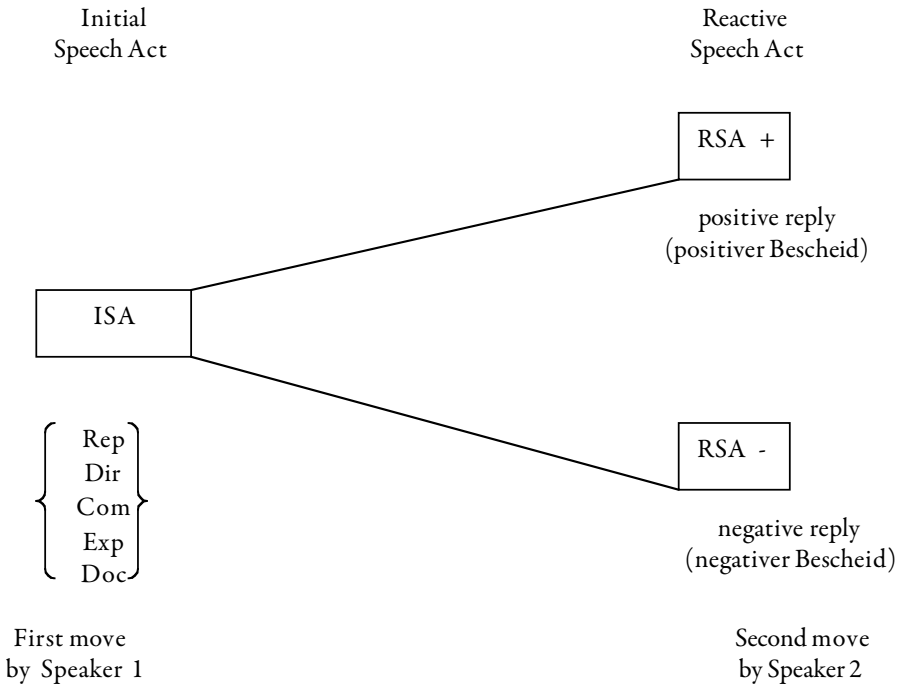 Initial
Speech Act
Reactive
Speech Act
RSA +
positive reply
(positiver Bescheid)
ISA
Rep
Dir
Com
Exp
Doc
RSA -
negative reply
(negativer Bescheid)
First move
by Speaker 1
Second move
by Speaker 2